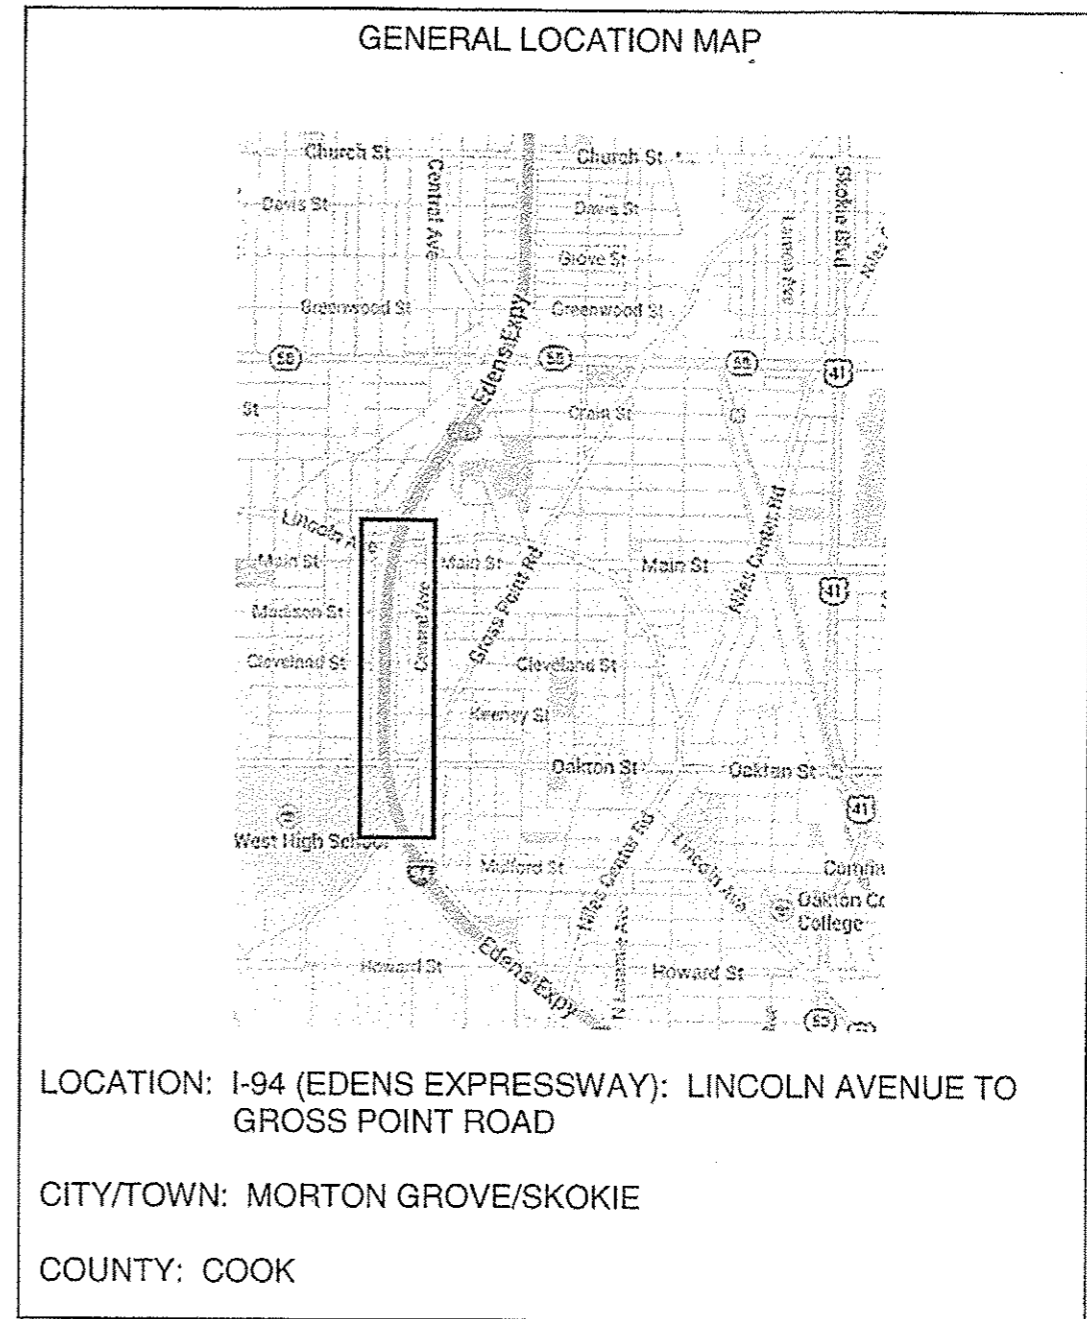 GENERAL LOCATION MAP
Church St
Church St
Central Ave
Skokie Blvd
Davis St
Davis St
Grove St
Greenwood St
Edens Expy
Greenwood St
58
58
58
41
St
Crain St
Lincoln Ave
Main St
Main St
Main St
Niles Center Rd
Gross Point Rd
41
Madison St
Central Ave
Cleveland St
Cleveland St
Keeney St
Oakton St
Oakton St
41
West High School
Niles Center Rd
Lincoln Ave
Mulford St
Oakton Cc
College
Howard St
Edens Expy
Howard St
LOCATION: I-94 (EDENS EXPRESSWAY): LINCOLN AVENUE TO
GROSS POINT ROAD
CITY/TOWN: MORTON GROVE/SKOKIE
COUNTY: COOK